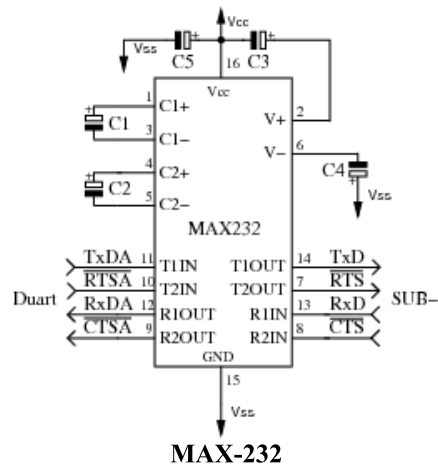 Vcc
Vss + C5 + C3
16
Vcc
1 C1+
+ C1
3 C1−
V+ 2
4 C2+
+ C2
5 C2−
V− 6
C4 +
Vss
MAX232
TxDA 11 T1IN T1OUT 14 TxD
RTSA 10 T2IN T2OUT 7 RTS
Duart SUB−
RxDA 12 R1OUT R1IN 13 RxD
CTSA 9 R2OUT R2IN 8 CTS
GND
15
Vss
MAX-232